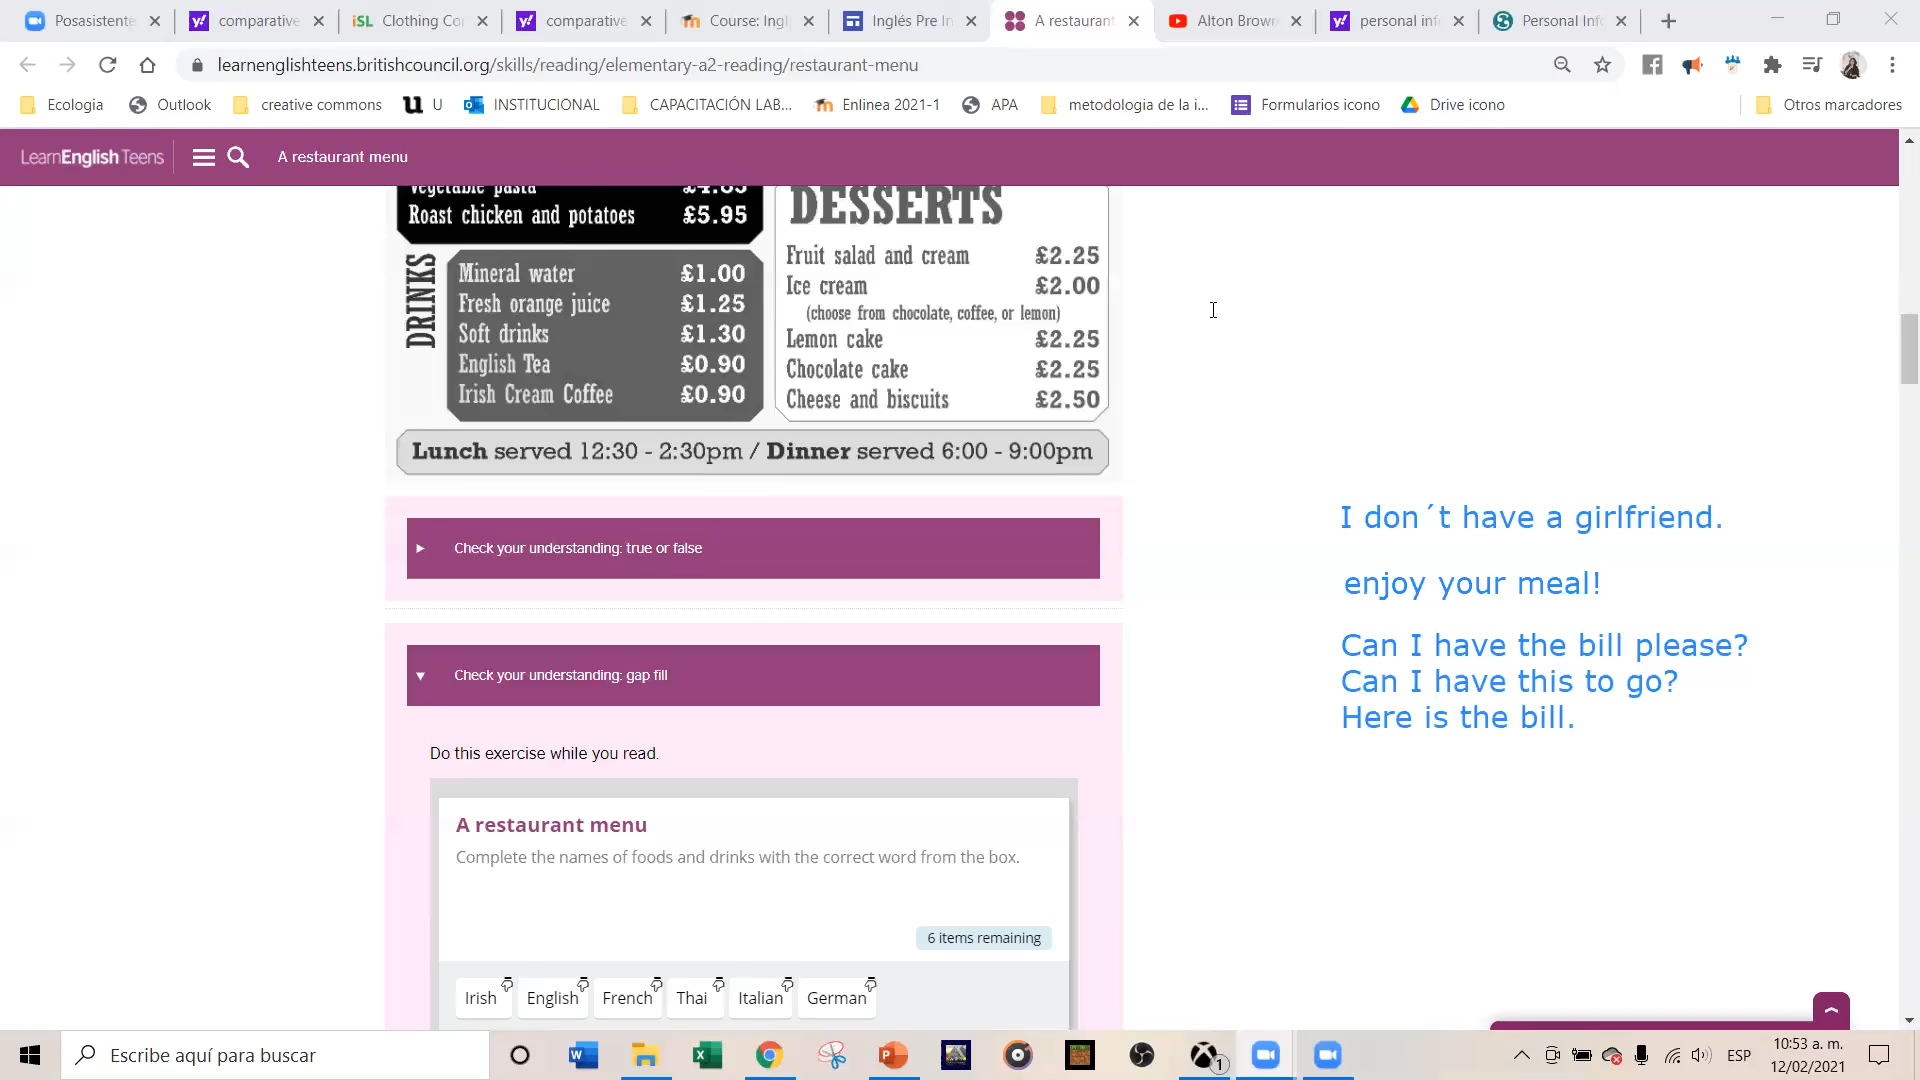 Posasistente
comparative
Clothing Co
comparative
Course: Ingl
Inglés Pre In
A restaurant
Alton Brown
personal inf
Personal Info
learnenglishteens.britishcouncil.org/skills/reading/elementary-a2-reading/restaurant-menu
Ecologia
Outlook
creative commons
U
INSTITUCIONAL
CAPACITACIÓN LAB...
Enlinea 2021-1
APA
metodologia de la i...
Formularios icono
Drive icono
Otros marcadores
LearnEnglish Teens
A restaurant menu
Vegetable pasta £4.85
Roast chicken and potatoes £5.95
DRINKS
Mineral water £1.00
Fresh orange juice £1.25
Soft drinks £1.30
English Tea £0.90
Irish Cream Coffee £0.90
DESSERTS
Fruit salad and cream £2.25
Ice cream £2.00
(choose from chocolate, coffee, or lemon)
Lemon cake £2.25
Chocolate cake £2.25
Cheese and biscuits £2.50
Lunch served 12:30 - 2:30pm / Dinner served 6:00 - 9:00pm
Check your understanding: true or false
Check your understanding: gap fill
Do this exercise while you read.
A restaurant menu
Complete the names of foods and drinks with the correct word from the box.
6 items remaining
Irish English French Thai Italian German
I don´t have a girlfriend.
enjoy your meal!
Can I have the bill please?
Can I have this to go?
Here is the bill.
Escribe aquí para buscar
1
ESP
10:53 a. m.
12/02/2021